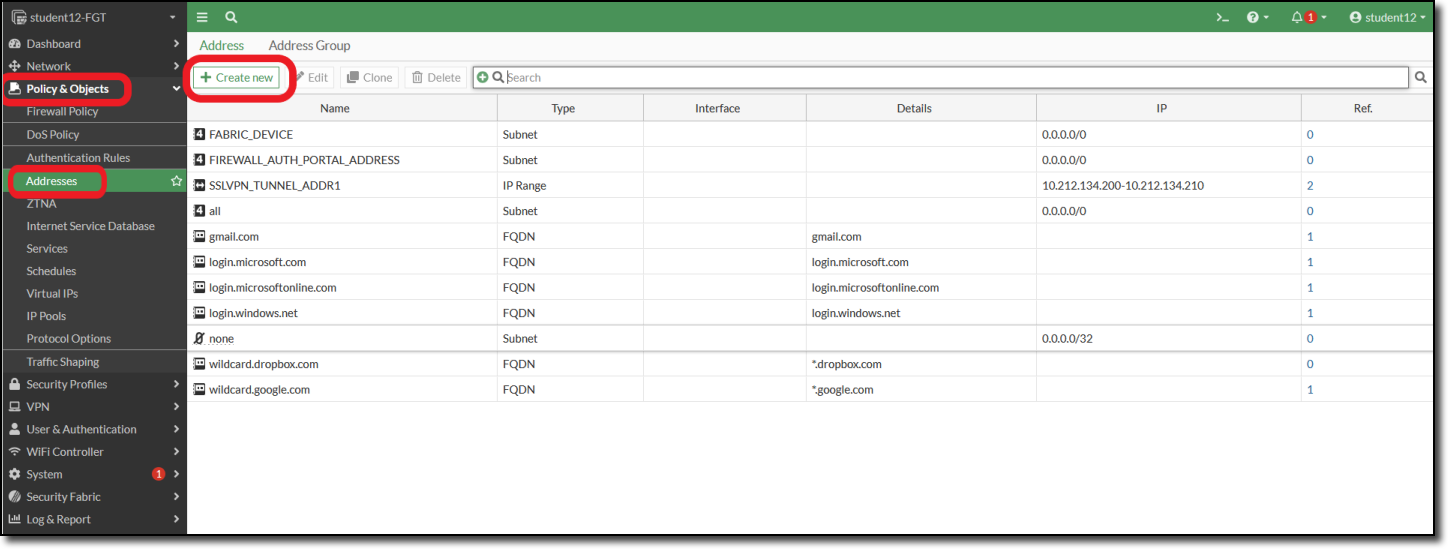 student12-FGT
>_ ? 1 student12
Dashboard
Network
Policy & Objects
Firewall Policy
DoS Policy
Authentication Rules
Addresses
ZTNA
Internet Service Database
Services
Schedules
Virtual IPs
IP Pools
Protocol Options
Traffic Shaping
Security Profiles
VPN
User & Authentication
WiFi Controller
System 1
Security Fabric
Log & Report
Address Address Group
+ Create new Edit Clone Delete Search
Name Type Interface Details IP Ref.
4 FABRIC_DEVICE Subnet 0.0.0.0/0 0
4 FIREWALL_AUTH_PORTAL_ADDRESS Subnet 0.0.0.0/0 0
SSLVPN_TUNNEL_ADDR1 IP Range 10.212.134.200-10.212.134.210 2
4 all Subnet 0.0.0.0/0 0
gmail.com FQDN gmail.com 1
login.microsoft.com FQDN login.microsoft.com 1
login.microsoftonline.com FQDN login.microsoftonline.com 1
login.windows.net FQDN login.windows.net 1
none Subnet 0.0.0.0/32 0
wildcard.dropbox.com FQDN *.dropbox.com 0
wildcard.google.com FQDN *.google.com 1